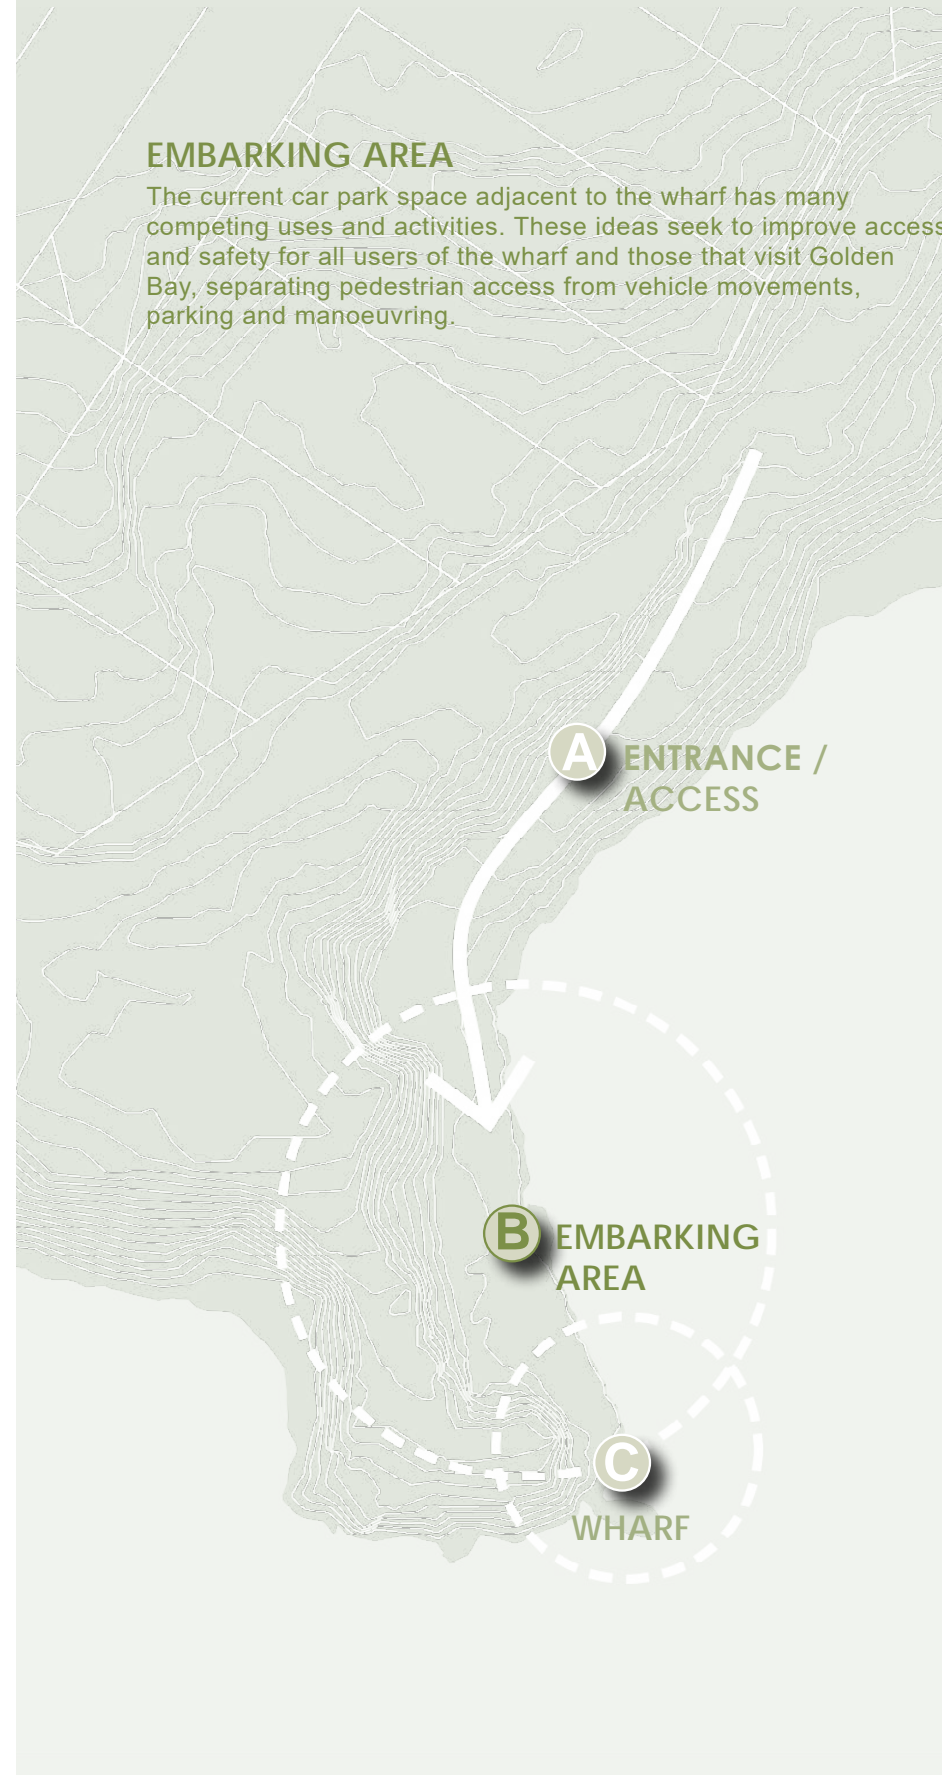 EMBARKING AREA
The current car park space adjacent to the wharf has many
competing uses and activities. These ideas seek to improve access
and safety for all users of the wharf and those that visit Golden
Bay, separating pedestrian access from vehicle movements,
parking and manoeuvring.
A
ENTRANCE /
ACCESS
B
EMBARKING
AREA
C
WHARF